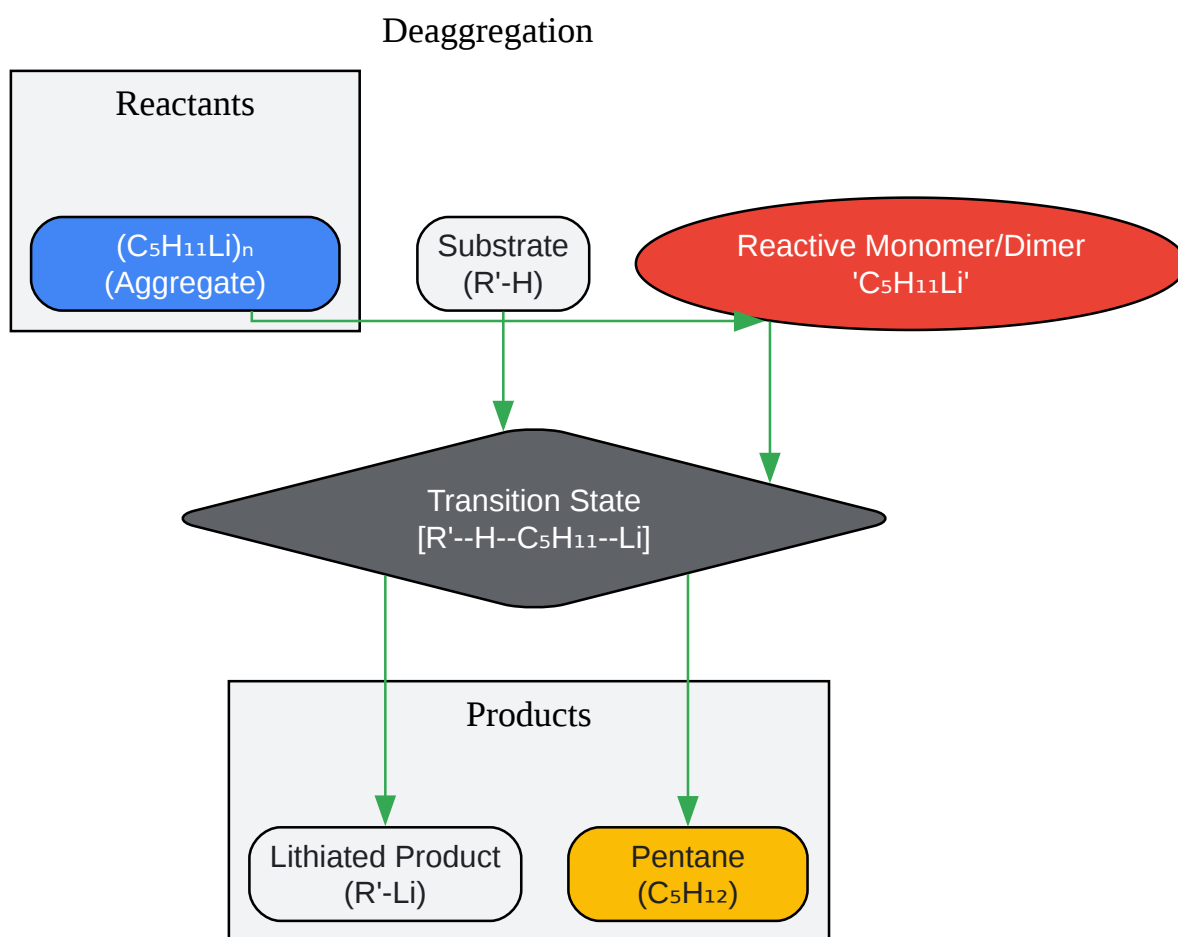 Deaggregation
Reactants
(C₅H₁₁Li)ₙ
(Aggregate)
Substrate
(R'-H)
Reactive Monomer/Dimer
'C₅H₁₁Li'
Transition State
[R'--H--C₅H₁₁--Li]
Products
Lithiated Product
(R'-Li)
Pentane
(C₅H₁₂)